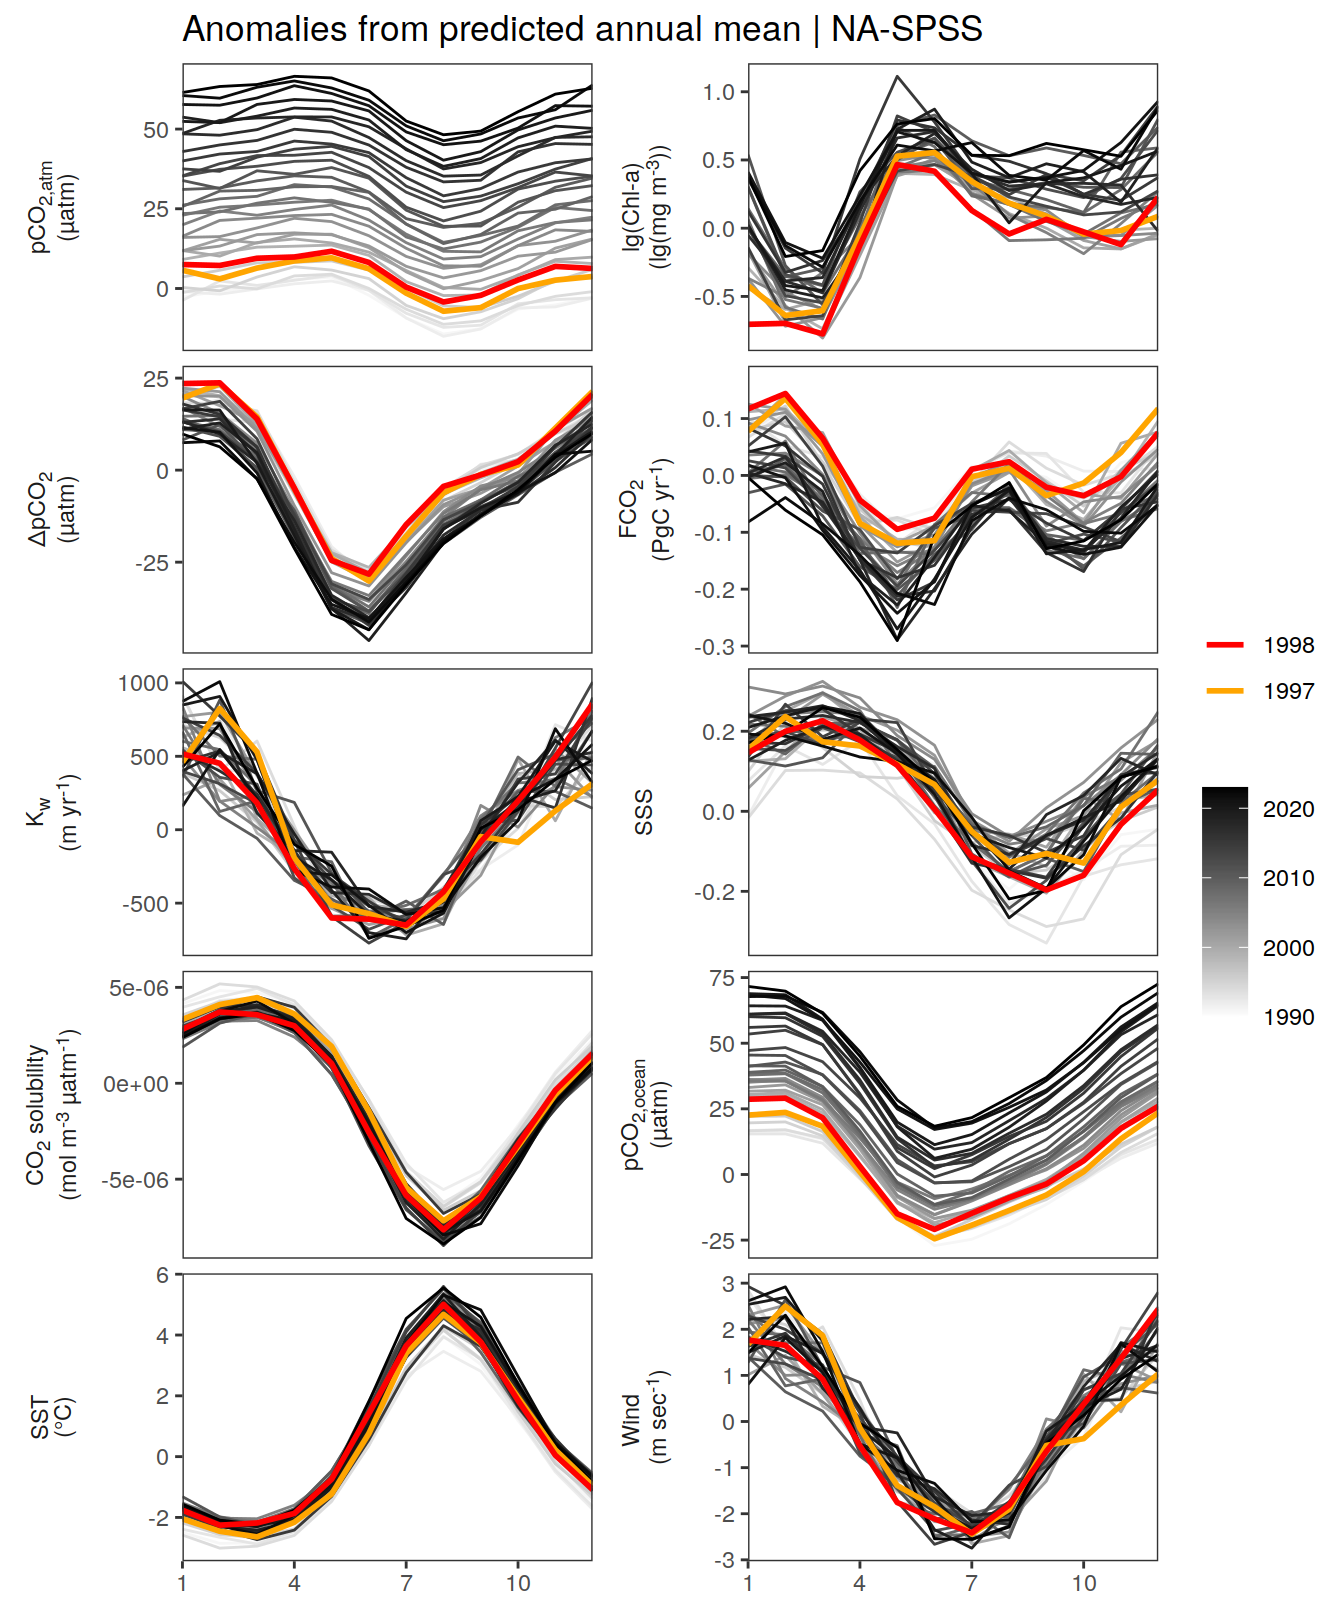 Anomalies from predicted annual mean | NA-SPSS
pCO2,atm
(µatm)
50
25
0
lg(Chl-a)
(lg(mg m-3))
1.0
0.5
0.0
-0.5
ΔpCO2
(µatm)
25
0
-25
FCO2
(PgC yr-1)
0.1
0.0
-0.1
-0.2
-0.3
Kw
(m yr-1)
1000
500
0
-500
SSS
0.2
0.0
-0.2
CO2 solubility
(mol m-3 µatm-1)
5e-06
0e+00
-5e-06
pCO2,ocean
(µatm)
75
50
25
0
-25
SST
(°C)
6
4
2
0
-2
1 4 7 10
Wind
(m sec-1)
3
2
1
0
-1
-2
-3
1 4 7 10
1998
1997
2020
2010
2000
1990